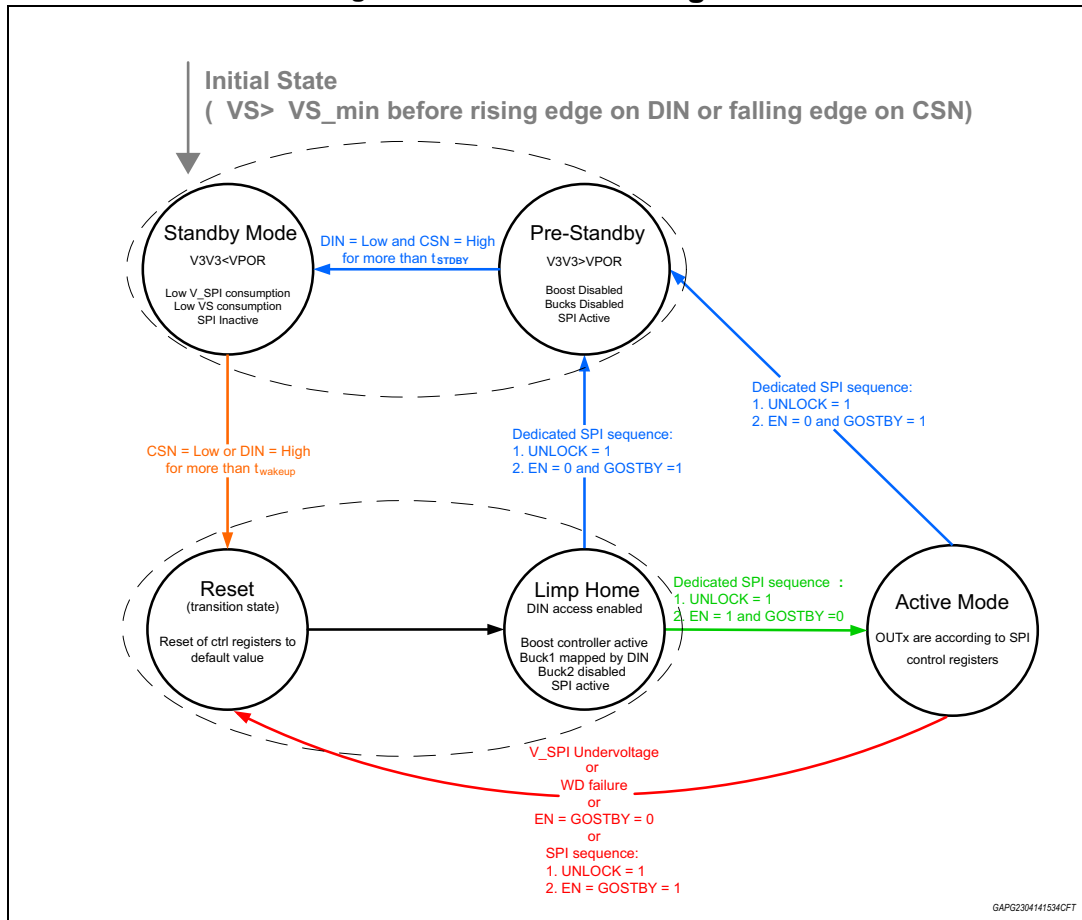 Initial State
( VS> VS_min before rising edge on DIN or falling edge on CSN)
Standby Mode
V3V3<VPOR
Low V_SPI consumption
Low VS consumption
SPI Inactive
DIN = Low and CSN = High
for more than tSTDBY
Pre-Standby
V3V3>VPOR
Boost Disabled
Bucks Disabled
SPI Active
Dedicated SPI sequence:
1. UNLOCK = 1
2. EN = 0 and GOSTBY = 1
CSN = Low or DIN = High
for more than twakeup
Dedicated SPI sequence:
1. UNLOCK = 1
2. EN = 0 and GOSTBY =1
Reset
(transition state)
Reset of ctrl registers to
default value
Limp Home
DIN access enabled
Boost controller active
Buck1 mapped by DIN
Buck2 disabled
SPI active
Dedicated SPI sequence :
1. UNLOCK = 1
2. EN = 1 and GOSTBY =0
Active Mode
OUTx are according to SPI
control registers
V_SPI Undervoltage
or
WD failure
or
EN = GOSTBY = 0
or
SPI sequence:
1. UNLOCK = 1
2. EN = GOSTBY = 1
GAPG2304141534CFT